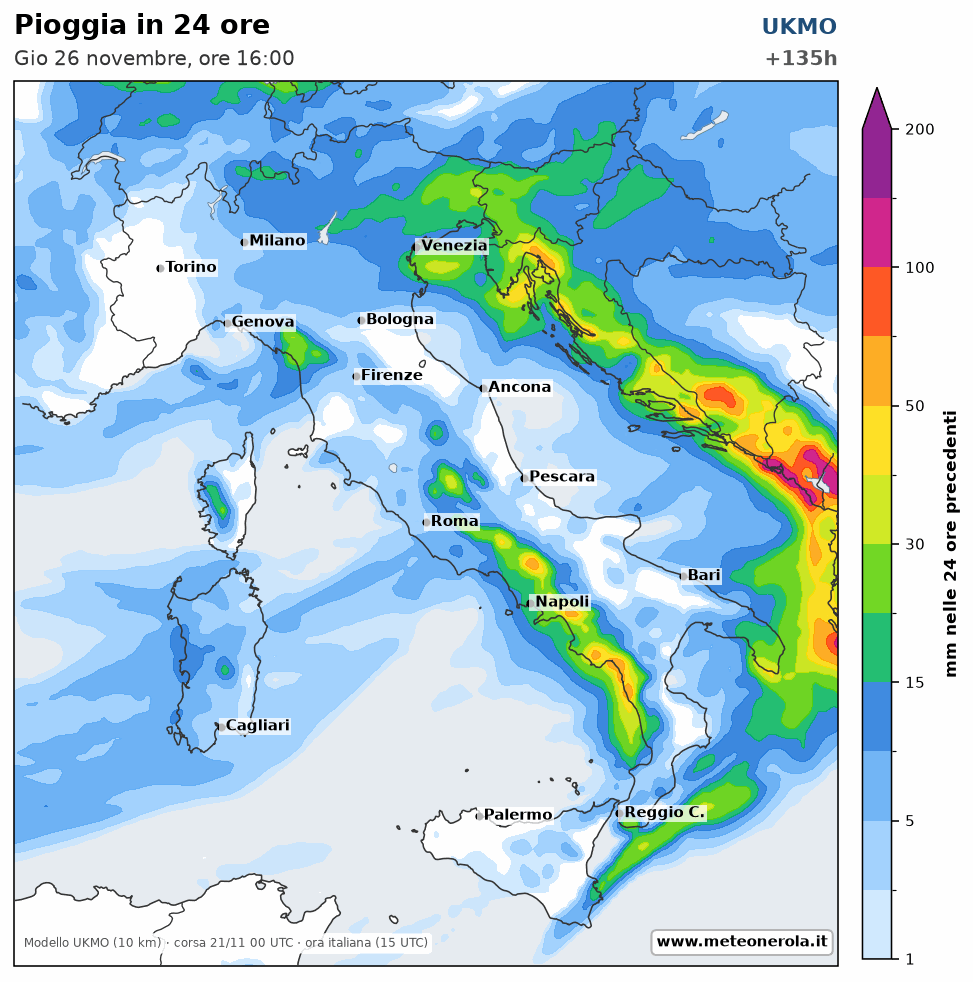 Pioggia in 24 ore
UKMO
Gio 26 novembre, ore 16:00
+135h
200
100
50
30
15
5
1
mm nelle 24 ore precedenti
Milano
Venezia
Torino
Genova
Bologna
Firenze
Ancona
Pescara
Roma
Bari
Napoli
Cagliari
Palermo
Reggio C.
Modello UKMO (10 km) · corsa 21/11 00 UTC · ora italiana (15 UTC)
www.meteonerola.it